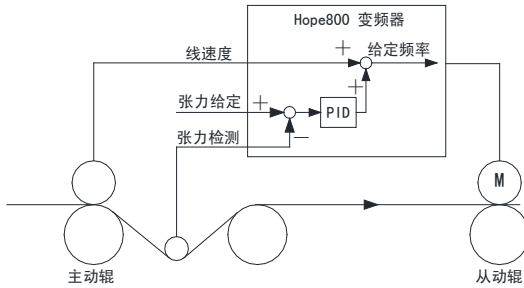 Hope800 变频器
线速度
给定频率
张力给定
PID
张力检测
M
主动辊
从动辊